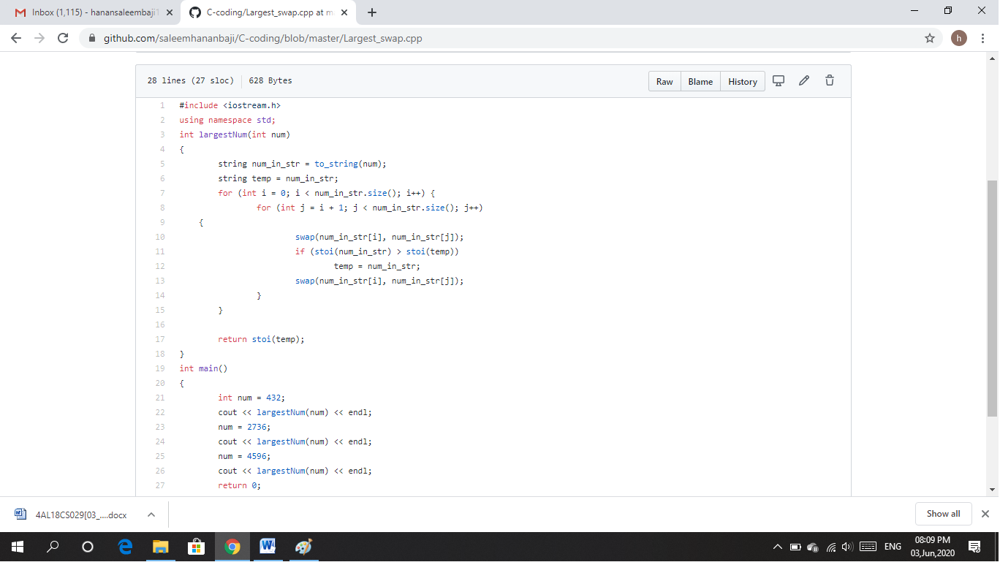 Inbox (1,115) - hanansaleembaji1
C-coding/Largest_swap.cpp at m
github.com/saleemhananbaji/C-coding/blob/master/Largest_swap.cpp
h
28 lines (27 sloc) 628 Bytes
Raw Blame History
1 #include <iostream.h>
2 using namespace std;
3 int largestNum(int num)
4 {
5 string num_in_str = to_string(num);
6 string temp = num_in_str;
7 for (int i = 0; i < num_in_str.size(); i++) {
8 for (int j = i + 1; j < num_in_str.size(); j++)
9 {
10 swap(num_in_str[i], num_in_str[j]);
11 if (stoi(num_in_str) > stoi(temp))
12 temp = num_in_str;
13 swap(num_in_str[i], num_in_str[j]);
14 }
15 }
16
17 return stoi(temp);
18 }
19 int main()
20 {
21 int num = 432;
22 cout << largestNum(num) << endl;
23 num = 2736;
24 cout << largestNum(num) << endl;
25 num = 4596;
26 cout << largestNum(num) << endl;
27 return 0;
4AL18CS029[03_....docx
Show all
ENG
08:09 PM
03,Jun,2020